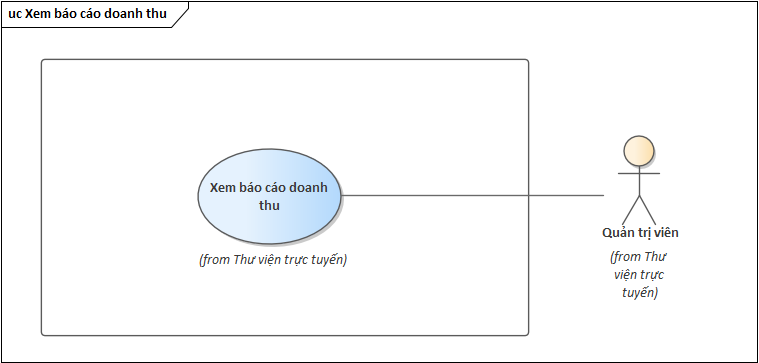 uc Xem báo cáo doanh thu
Xem báo cáo doanh
thu
(from Thư viện trực tuyến)
Quản trị viên
(from Thư
viện trực
tuyến)